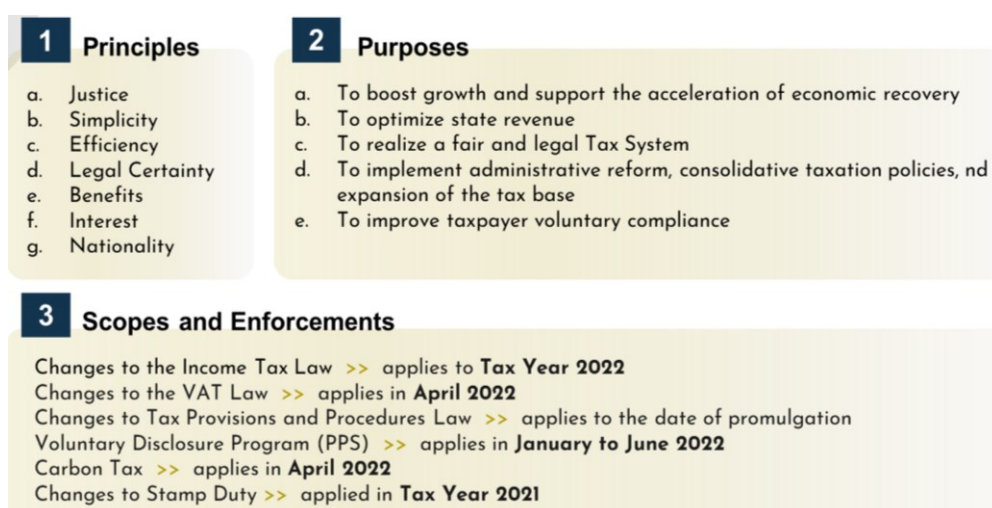 1 Principles
a. Justice
b. Simplicity
c. Efficiency
d. Legal Certainty
e. Benefits
f. Interest
g. Nationality
2 Purposes
a. To boost growth and support the acceleration of economic recovery
b. To optimize state revenue
c. To realize a fair and legal Tax System
d. To implement administrative reform, consolidative taxation policies, nd
expansion of the tax base
e. To improve taxpayer voluntary compliance
3 Scopes and Enforcements
Changes to the Income Tax Law >> applies to Tax Year 2022
Changes to the VAT Law >> applies in April 2022
Changes to Tax Provisions and Procedures Law >> applies to the date of promulgation
Voluntary Disclosure Program (PPS) >> applies in January to June 2022
Carbon Tax >> applies in April 2022
Changes to Stamp Duty >> applied in Tax Year 2021